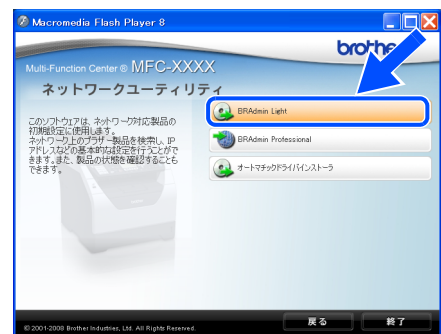 Macromedia Flash Player 8
brother
Multi-Function Center ® MFC-XXXX
ネットワークユーティリティ
このソフトウェアは、ネットワーク対応製品の
初期設定に使用します。
ネットワーク上のブラザー製品を検索し、IP
アドレスなどの基本的な設定を行うことがで
きます。また、製品の状態を確認することも
できます。
BRAdmin Light
BRAdmin Professional
オートマチックドライバインストーラ
戻る
終了
© 2001-2009 Brother Industries, Ltd. All Rights Reserved.